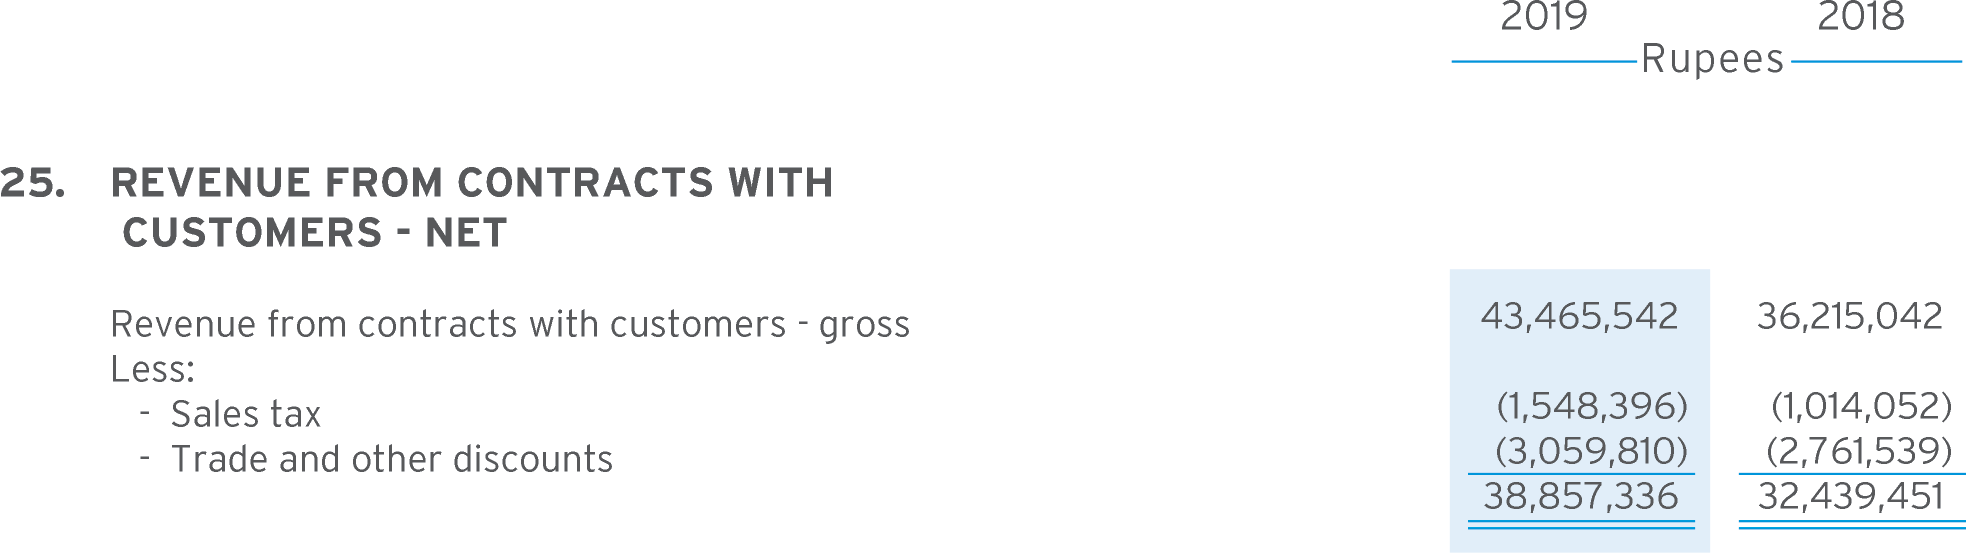 2019 2018
Rupees
25. REVENUE FROM CONTRACTS WITH
CUSTOMERS - NET
Revenue from contracts with customers - gross 43,465,542 36,215,042
Less:
- Sales tax (1,548,396) (1,014,052)
- Trade and other discounts (3,059,810) (2,761,539)
38,857,336 32,439,451